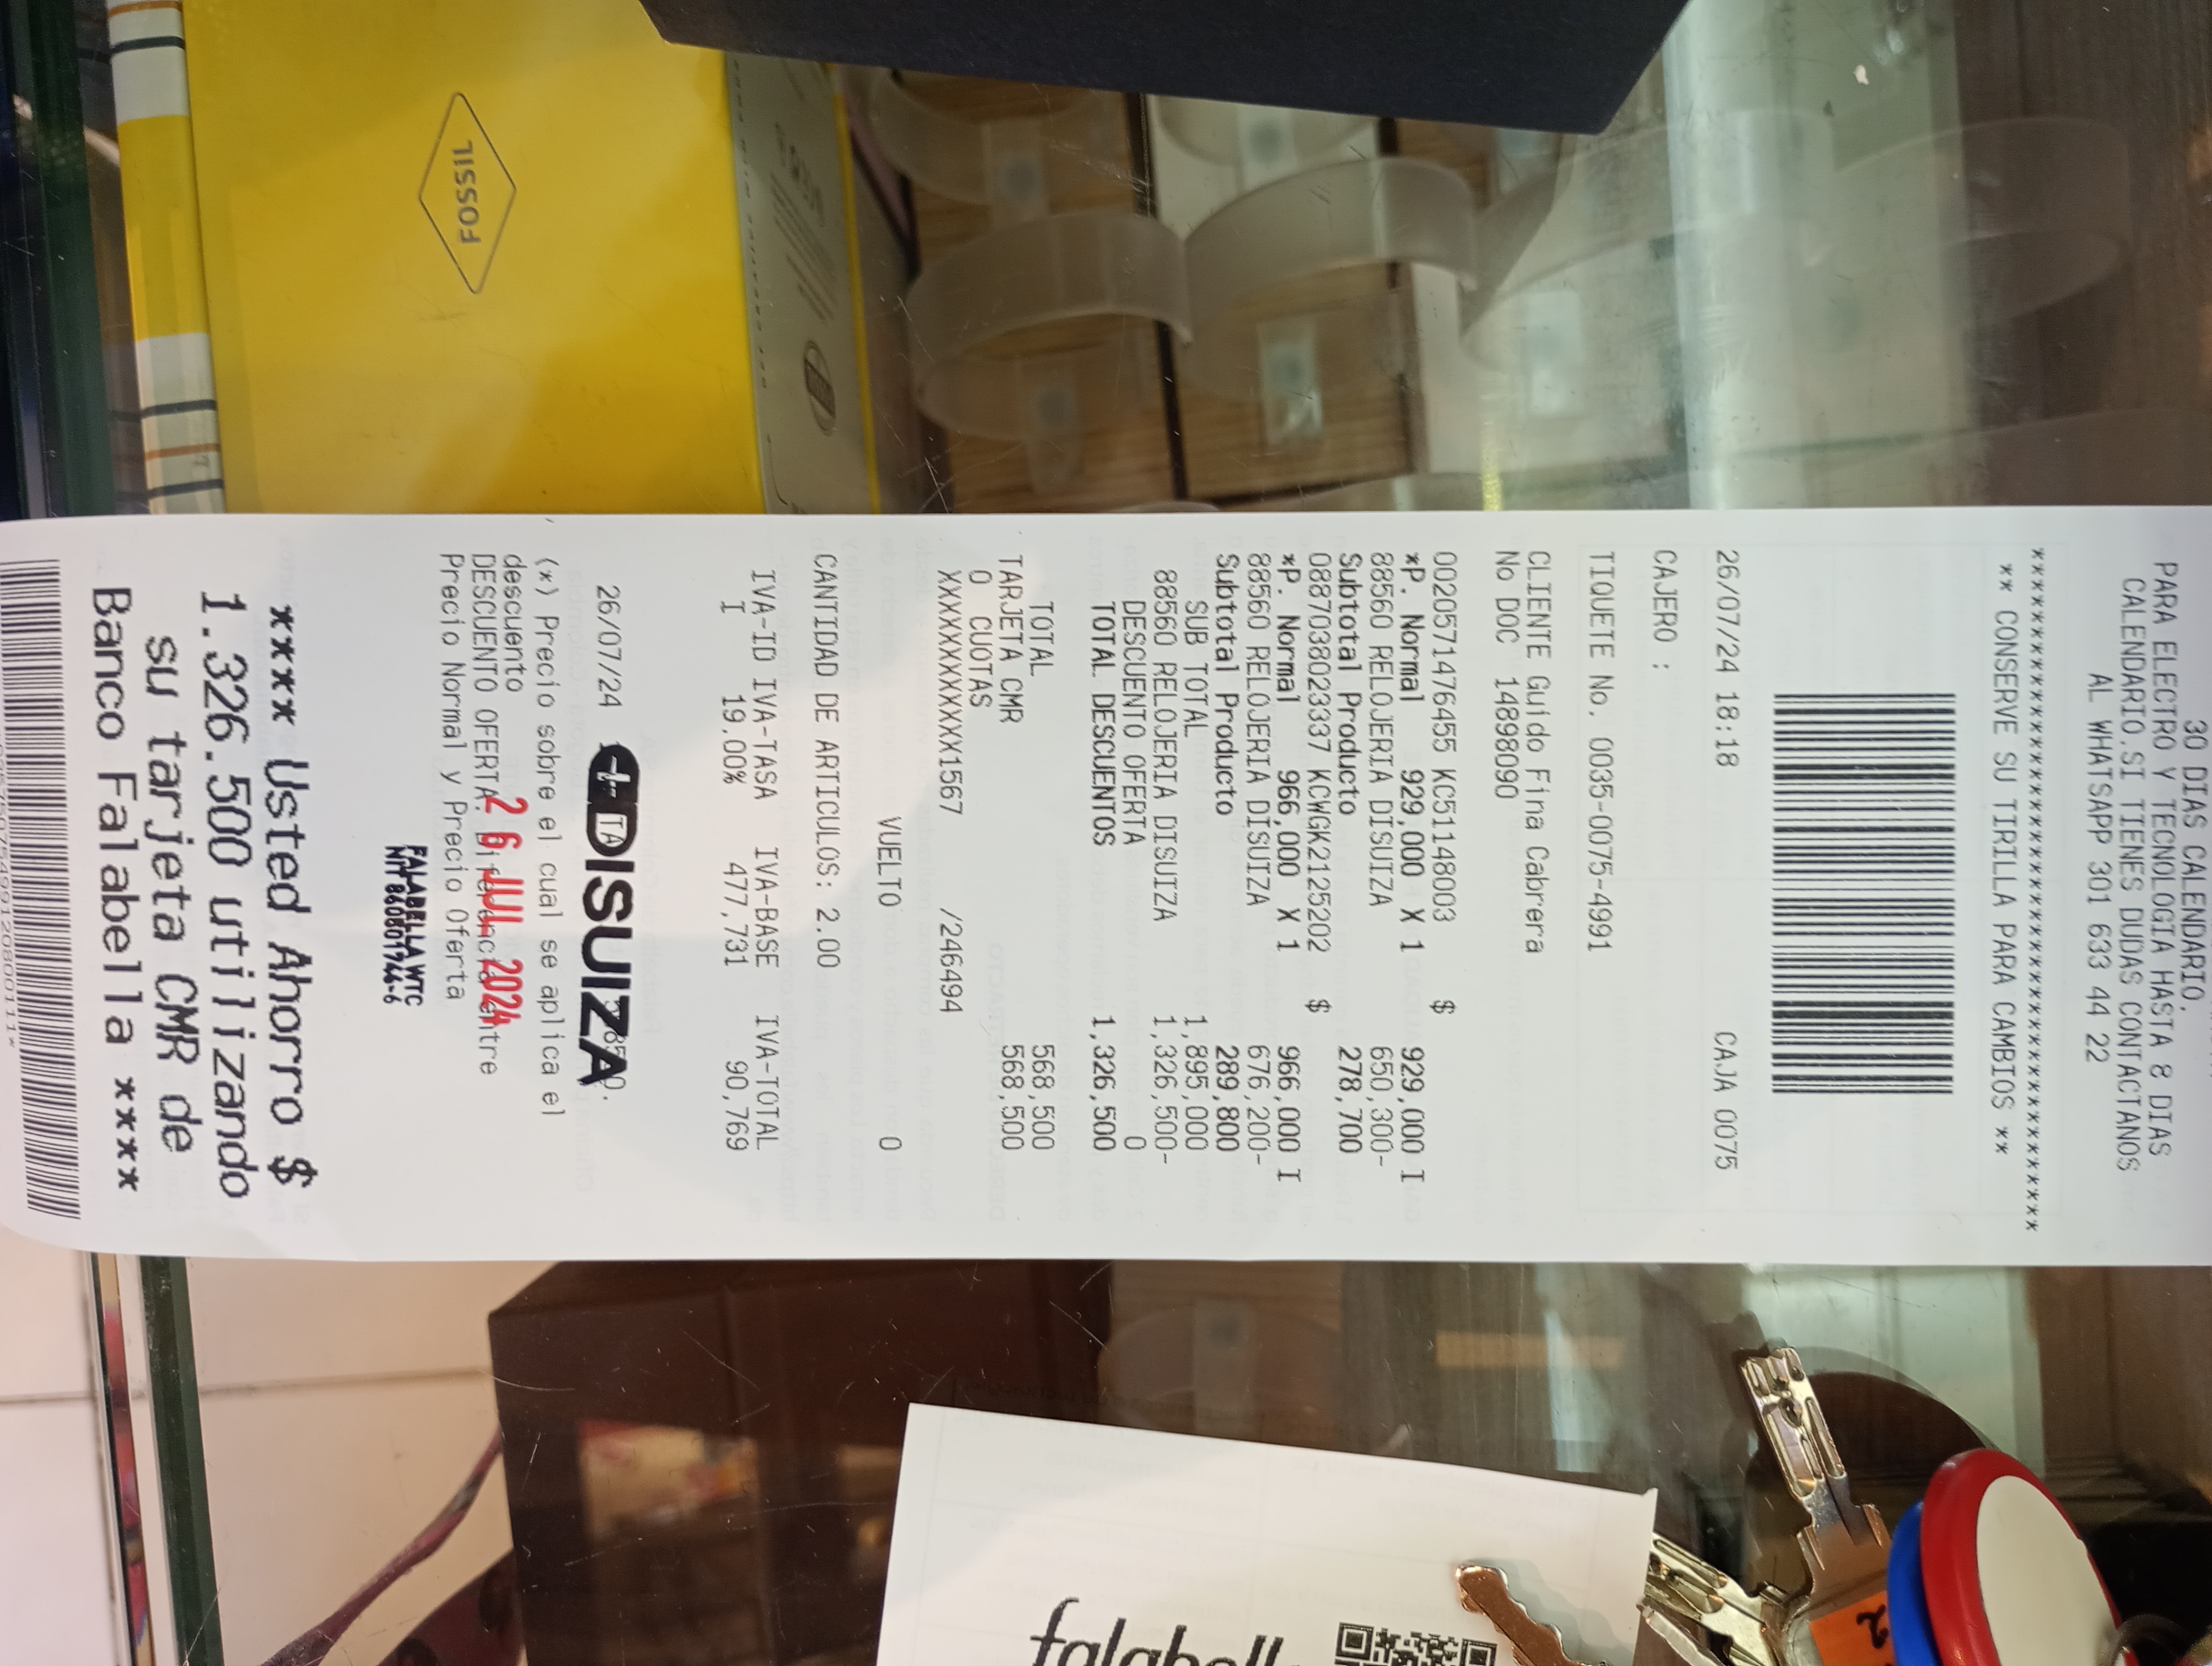 30 DIAS CALENDARIO.
PARA ELECTRO Y TECNOLOGIA HASTA 8 DIAS
CALENDARIO.SI TIENES DUDAS CONTACTANOS
AL WHATSAPP 301 633 44 22
** CONSERVE SU TIRILLA PARA CAMBIOS **
26/07/24 18:18 CAJA 0075
CAJERO :
TIQUETE No. 0035-0075-4991
CLIENTE Guido Fina Cabrera
No DOC 14898090
0020571476455 KC51148003 $
*P. Normal 929,000 X 1 929,000 I
88560 RELOJERIA DISUIZA 650,300-
Subtotal Producto 278,700
0887038023337 KCWGK2125202 $
*P. Normal 966,000 X 1 966,000 I
88560 RELOJERIA DISUIZA 676,200-
Subtotal Producto 289,800
SUB TOTAL 1,895,000
88560 RELOJERIA DISUIZA 1,326,500-
DESCUENTO OFERTA 0
TOTAL DESCUENTOS 1,326,500
TOTAL 568,500
TARJETA CMR 568,500
0 CUOTAS
XXXXXXXXXXXX1567 /246494
VUELTO 0
CANTIDAD DE ARTICULOS: 2.00
IVA-ID IVA-TASA IVA-BASE IVA-TOTAL
I 19.00% 477,731 90,769
26/07/24
DISUIZA
(*) Precio sobre el cual se aplica el
descuento
DESCUENTO OFERTA: Diferencia entre
Precio Normal y Precio Oferta
26 JUL 2024
FALABELLA WTC
**** Usted Ahorro $
1.326.500 utilizando
su tarjeta CMR de
Banco Falabella ****
FOSSIL